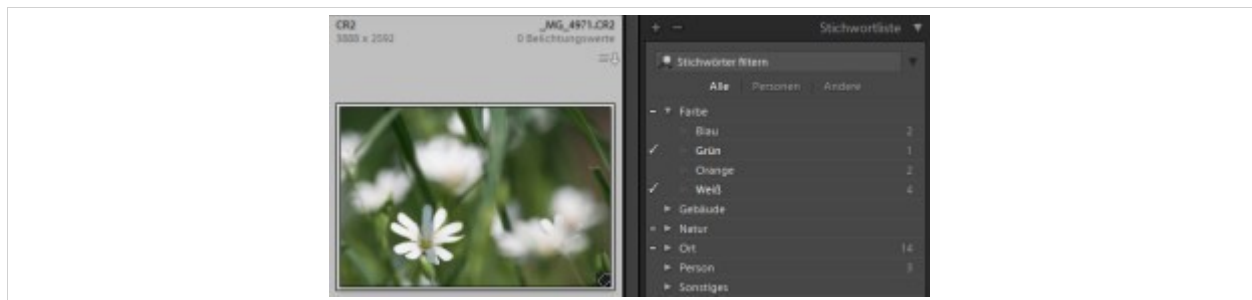 CR2
_MG_4971.CR2
3888 x 2592
0 Belichtungswerte
Stichwortliste
Stichwörter filtern
Alle Personen Andere
Farbe
Blau 2
Grün 1
Orange 2
Weiß 4
Gebäude
Natur
Ort 14
Person 3
Sonstiges